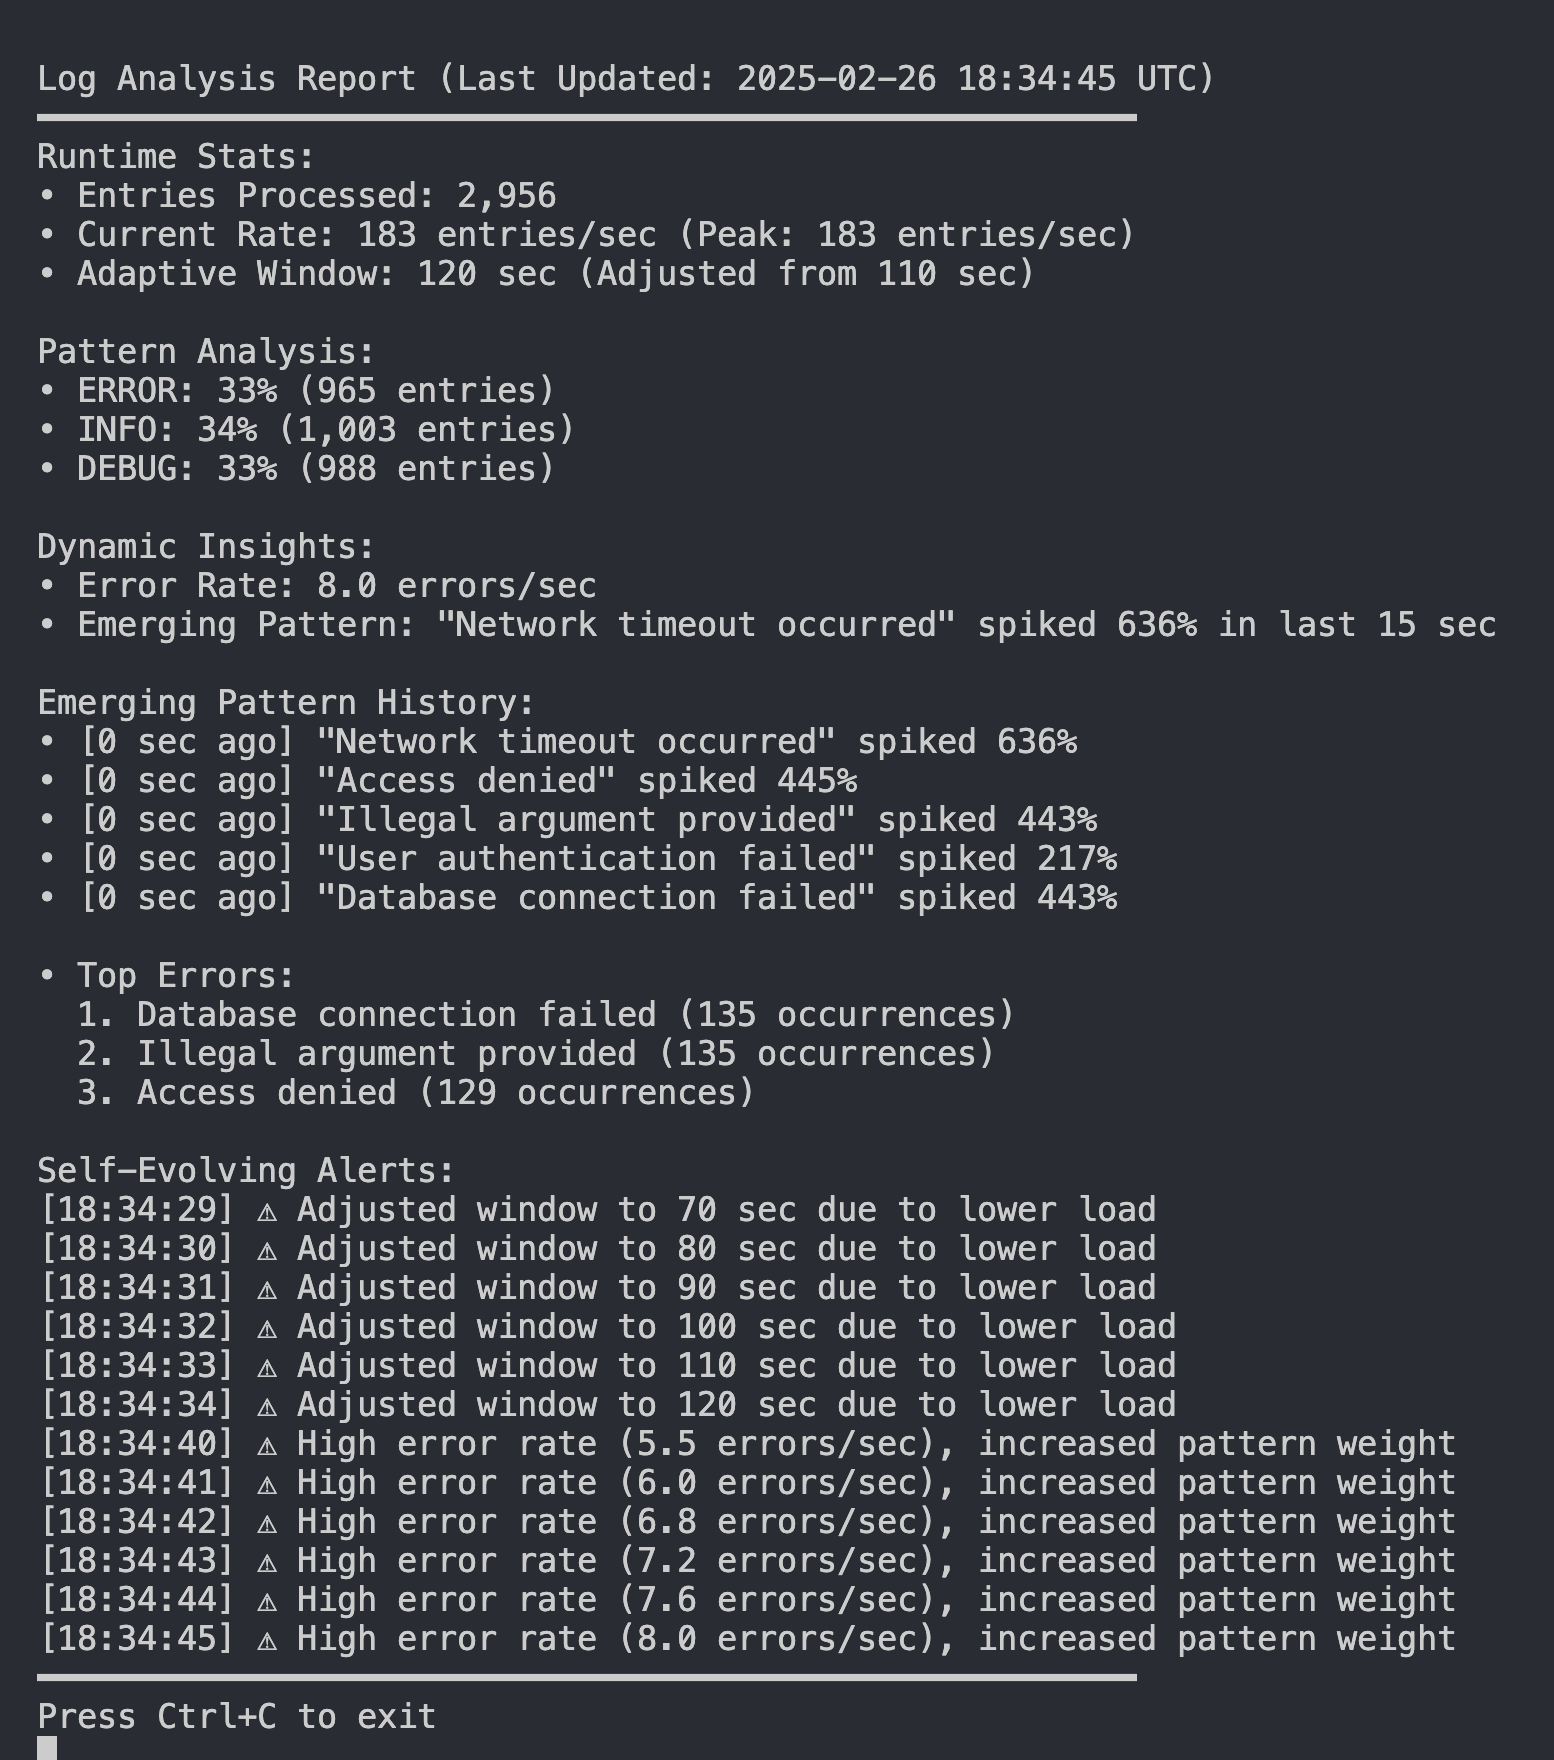 Log Analysis Report (Last Updated: 2025-02-26 18:34:45 UTC)
Runtime Stats:
• Entries Processed: 2,956
• Current Rate: 183 entries/sec (Peak: 183 entries/sec)
• Adaptive Window: 120 sec (Adjusted from 110 sec)
Pattern Analysis:
• ERROR: 33% (965 entries)
• INFO: 34% (1,003 entries)
• DEBUG: 33% (988 entries)
Dynamic Insights:
• Error Rate: 8.0 errors/sec
• Emerging Pattern: "Network timeout occurred" spiked 636% in last 15 sec
Emerging Pattern History:
• [0 sec ago] "Network timeout occurred" spiked 636%
• [0 sec ago] "Access denied" spiked 445%
• [0 sec ago] "Illegal argument provided" spiked 443%
• [0 sec ago] "User authentication failed" spiked 217%
• [0 sec ago] "Database connection failed" spiked 443%
• Top Errors:
1. Database connection failed (135 occurrences)
2. Illegal argument provided (135 occurrences)
3. Access denied (129 occurrences)
Self-Evolving Alerts:
[18:34:29] ⚠ Adjusted window to 70 sec due to lower load
[18:34:30] ⚠ Adjusted window to 80 sec due to lower load
[18:34:31] ⚠ Adjusted window to 90 sec due to lower load
[18:34:32] ⚠ Adjusted window to 100 sec due to lower load
[18:34:33] ⚠ Adjusted window to 110 sec due to lower load
[18:34:34] ⚠ Adjusted window to 120 sec due to lower load
[18:34:40] ⚠ High error rate (5.5 errors/sec), increased pattern weight
[18:34:41] ⚠ High error rate (6.0 errors/sec), increased pattern weight
[18:34:42] ⚠ High error rate (6.8 errors/sec), increased pattern weight
[18:34:43] ⚠ High error rate (7.2 errors/sec), increased pattern weight
[18:34:44] ⚠ High error rate (7.6 errors/sec), increased pattern weight
[18:34:45] ⚠ High error rate (8.0 errors/sec), increased pattern weight
Press Ctrl+C to exit